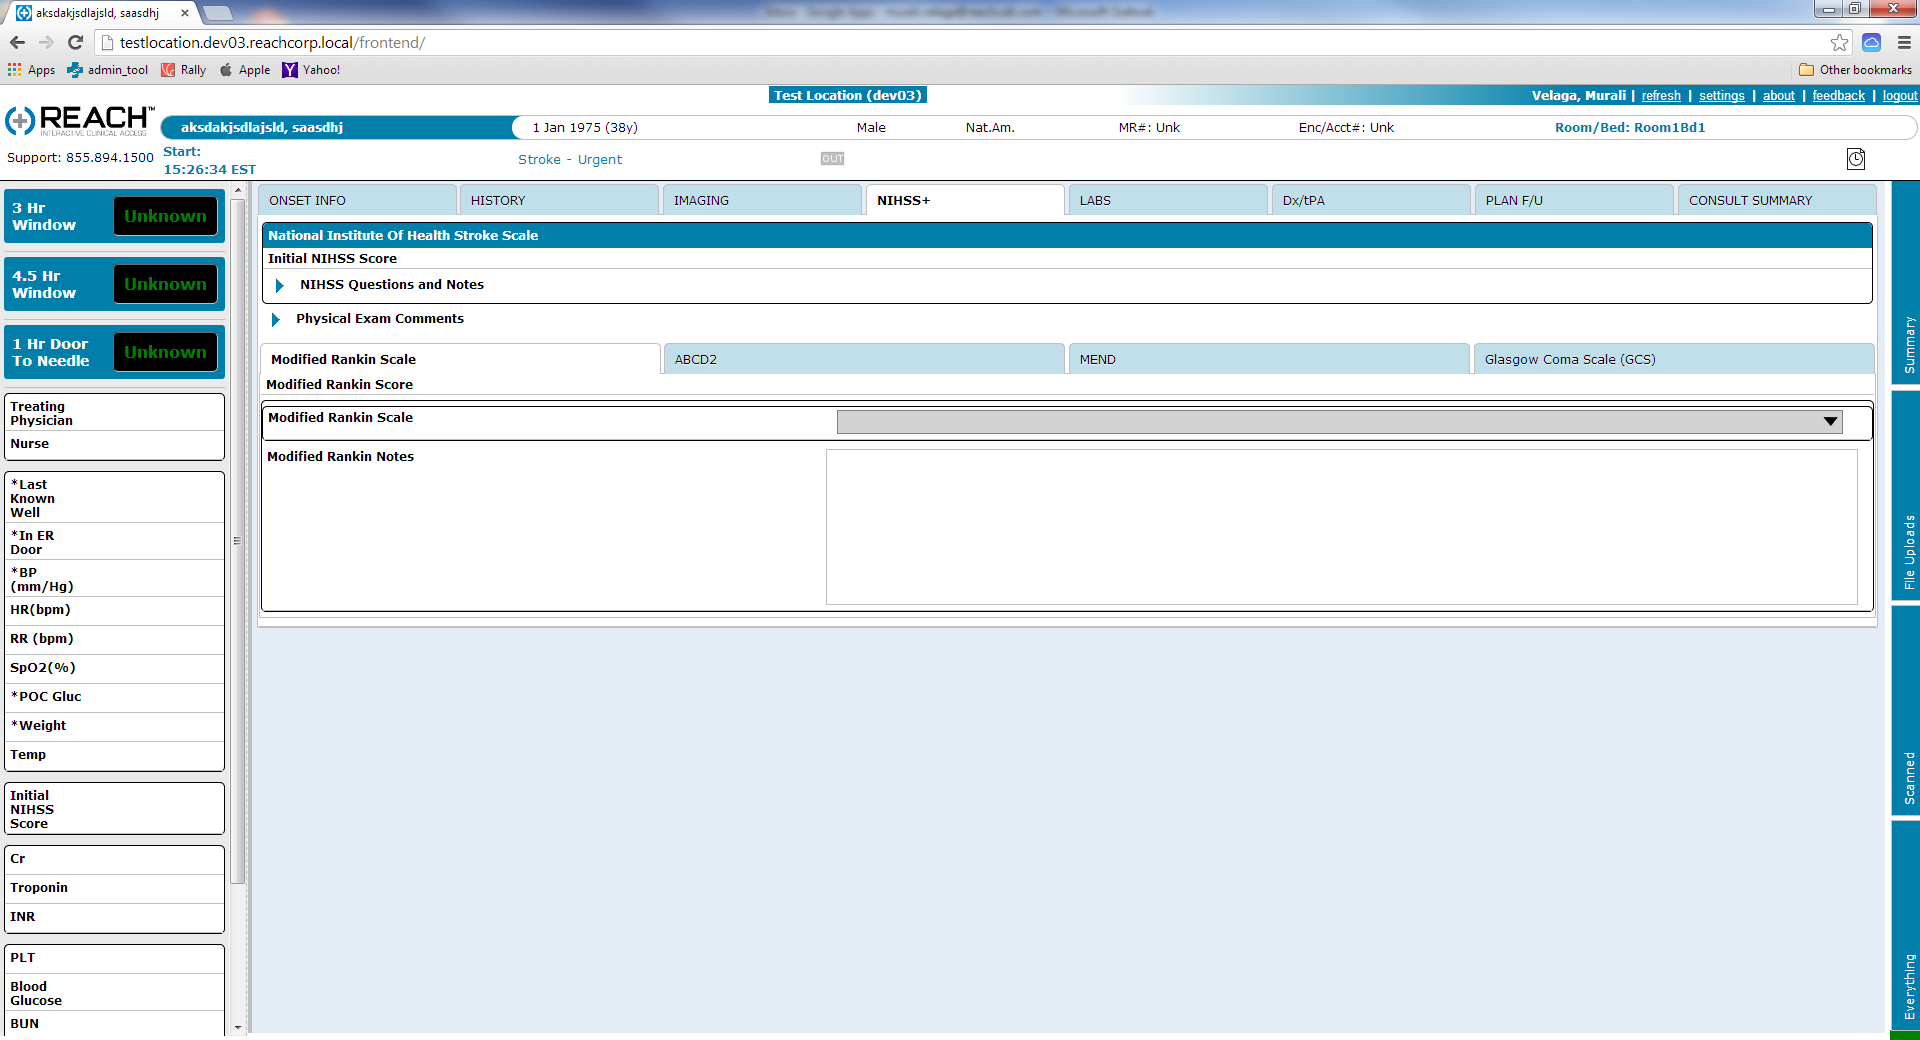 aksdakjsdlajsld, saasdhj
testlocation.dev03.reachcorp.local/frontend/
Apps admin_tool Rally Apple Yahoo! Other bookmarks
Test Location (dev03) Velaga, Murali | refresh | settings | about | feedback | logout
REACH™
INTERACTIVE CLINICAL ACCESS
aksdakjsdlajsld, saasdhj 1 Jan 1975 (38y) Male Nat.Am. MR#: Unk Enc/Acct#: Unk Room/Bed: Room1Bd1
Support: 855.894.1500
Start:
15:26:34 EST
Stroke - Urgent
OUT
3 Hr
Window
Unknown
4.5 Hr
Window
Unknown
1 Hr Door
To Needle
Unknown
Treating
Physician
Nurse
*Last
Known
Well
*In ER
Door
*BP
(mm/Hg)
HR(bpm)
RR (bpm)
SpO2(%)
*POC Gluc
*Weight
Temp
Initial
NIHSS
Score
Cr
Troponin
INR
PLT
Blood
Glucose
BUN
ONSET INFO HISTORY IMAGING NIHSS+ LABS Dx/tPA PLAN F/U CONSULT SUMMARY
National Institute Of Health Stroke Scale
Initial NIHSS Score
NIHSS Questions and Notes
Physical Exam Comments
Modified Rankin Scale ABCD2 MEND Glasgow Coma Scale (GCS)
Modified Rankin Score
Modified Rankin Scale
Modified Rankin Notes
Summary
File Uploads
Scanned
Everything